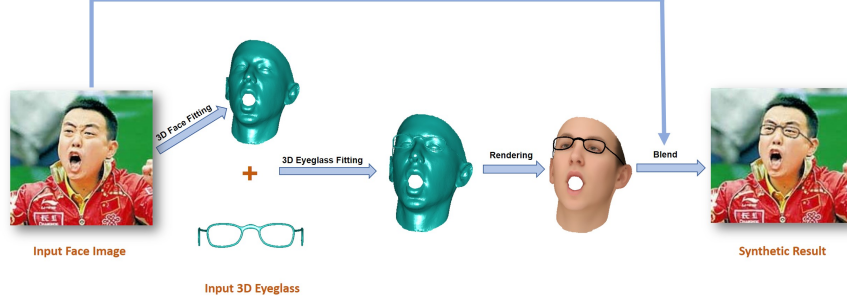 3D Face Fitting
3D Eyeglass Fitting
Rendering
Blend
Input Face Image
Synthetic Result
Input 3D Eyeglass